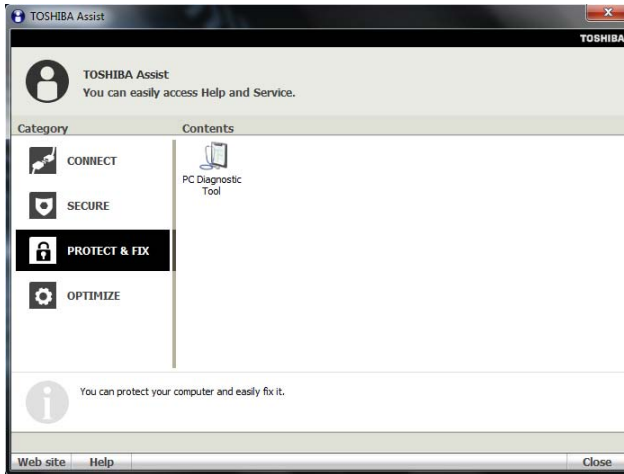 TOSHIBA Assist
TOSHIBA
TOSHIBA Assist
You can easily access Help and Service.
Category
Contents
CONNECT
SECURE
PROTECT & FIX
OPTIMIZE
PC Diagnostic
Tool
You can protect your computer and easily fix it.
Web site
Help
Close